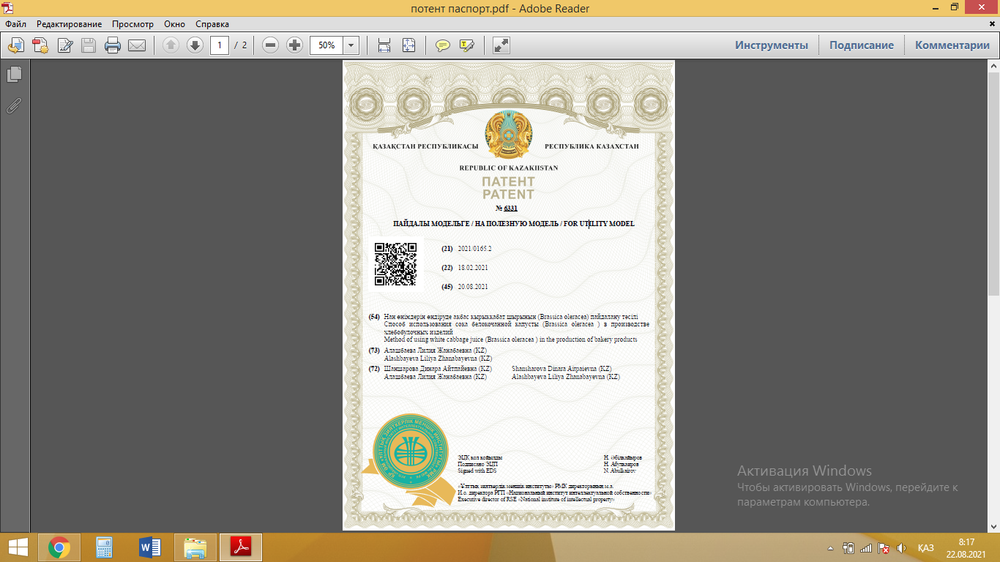 потент паспорт.pdf - Adobe Reader
Файл Редактирование Просмотр Окно Справка
1 / 2 50% Инструменты Подписание Комментарии
ҚАЗАҚСТАН РЕСПУБЛИКАСЫ РЕСПУБЛИКА КАЗАХСТАН
REPUBLIC OF KAZAKHSTAN
ПАТЕНТ
PATENT
№ 6331
ПАЙДАЛЫ МОДЕЛЬГЕ / НА ПОЛЕЗНУЮ МОДЕЛЬ / FOR UTILITY MODEL
(21) 2021/0165.2
(22) 18.02.2021
(45) 20.08.2021
(54) Нан өнімдерін өндіруде ақбас қырыққабат шырынын (Brassica oleracea) пайдалану тәсілі
Способ использования сока белокочанной капусты (Brassica oleracea ) в производстве
хлебобулочных изделий
Method of using white cabbage juice (Brassica oleracea ) in the production of bakery products
(73) Алашбаева Лилия Жанабаевна (KZ)
Alashbayeva Liliya Zhanabayevna (KZ)
(72) Шаншарова Динара Айтпайевна (KZ) Shansharova Dinara Aitpaievna (KZ)
Алашбаева Лилия Жанабаевна (KZ) Alashbayeva Liliya Zhanabayevna (KZ)
ЭЦҚ қол қойылды Н. Әбілқайыров
Подписано ЭЦП Н. Абулкаиров
Signed with EDS N. Abulkairov
«Ұлттық зияткерлік меншік институты» РМК директорының м.а.
И.о. директора РГП «Национальный институт интеллектуальной собственности»
Executive director of RSE «National institute of intellectual property»
Активация Windows
Чтобы активировать Windows, перейдите к
параметрам компьютера.
ҚАЗ
8:17
22.08.2021